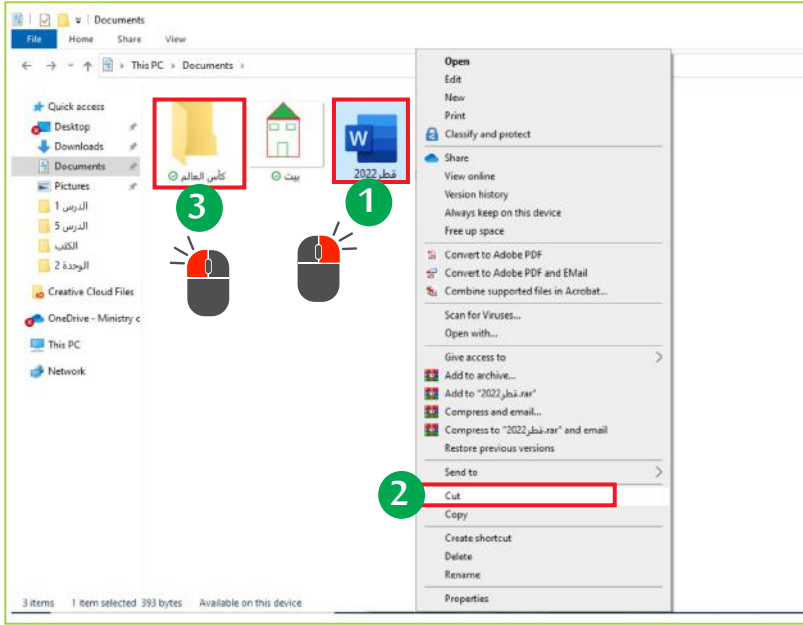 Documents
File Home Share View
This PC > Documents >
Quick access
Desktop
Downloads
Documents
Pictures
الدرس 1
الدرس 5
الكتب
الوحدة 2
Creative Cloud Files
OneDrive - Ministry c
This PC
Network
كأس العالم
بيت
قطر2022
W
3
1
2
Open
Edit
New
Print
Classify and protect
Share
View online
Version history
Always keep on this device
Free up space
Convert to Adobe PDF
Convert to Adobe PDF and EMail
Combine supported files in Acrobat...
Scan for Viruses...
Open with...
Give access to
Add to archive...
Add to "قطر2022.rar"
Compress and email...
Compress to "قطر2022.rar" and email
Restore previous versions
Send to
Cut
Copy
Create shortcut
Delete
Rename
Properties
3 items 1 item selected 393 bytes Available on this device